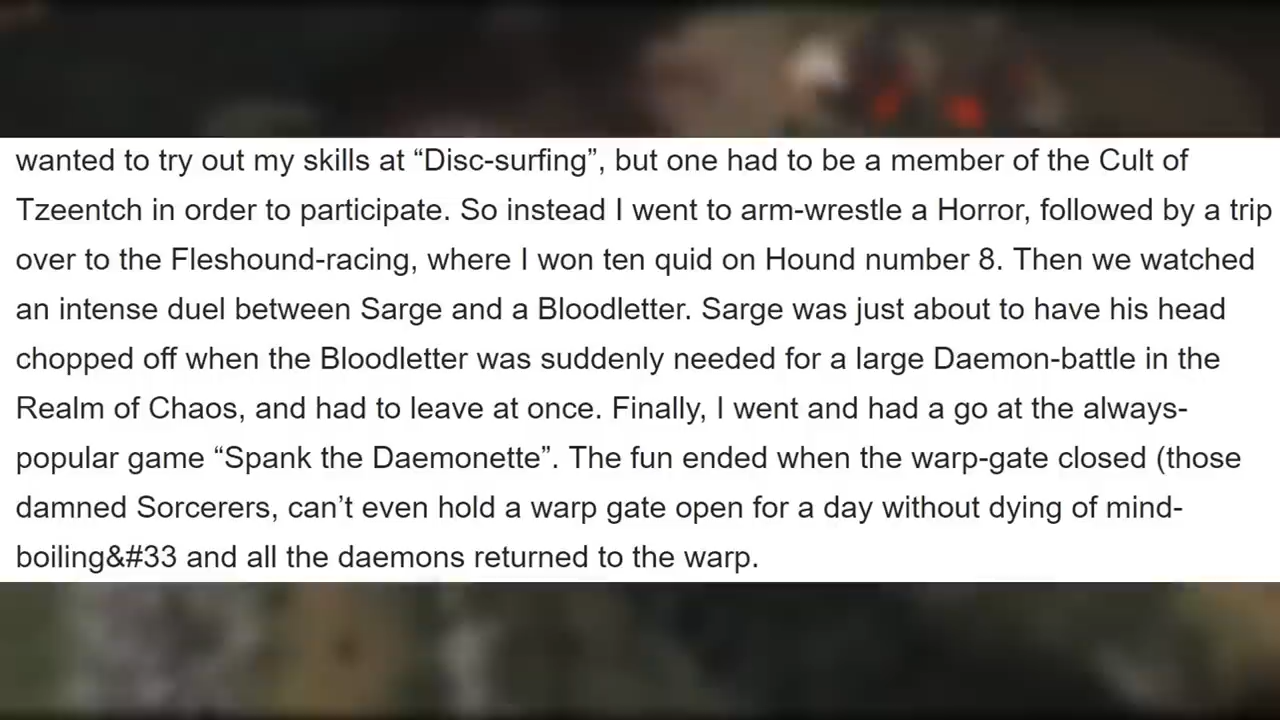 wanted to try out my skills at “Disc-surfing”, but one had to be a member of the Cult of
Tzeentch in order to participate. So instead I went to arm-wrestle a Horror, followed by a trip
over to the Fleshound-racing, where I won ten quid on Hound number 8. Then we watched
an intense duel between Sarge and a Bloodletter. Sarge was just about to have his head
chopped off when the Bloodletter was suddenly needed for a large Daemon-battle in the
Realm of Chaos, and had to leave at once. Finally, I went and had a go at the always-
popular game “Spank the Daemonette”. The fun ended when the warp-gate closed (those
damned Sorcerers, can’t even hold a warp gate open for a day without dying of mind-
boiling&#33 and all the daemons returned to the warp.